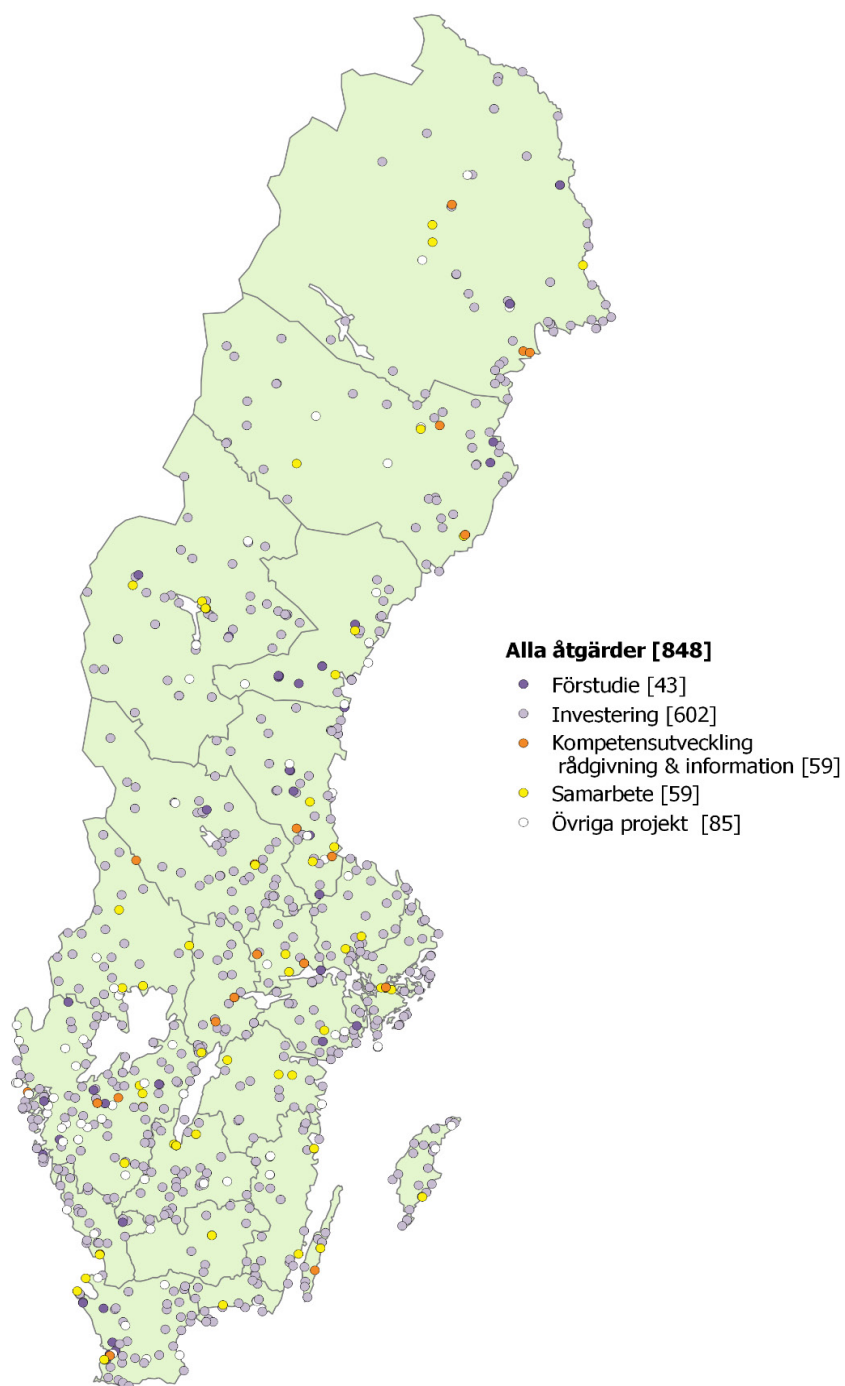 Alla åtgärder [848]
Förstudie [43]
Investering [602]
Kompetensutveckling
rådgivning & information [59]
Samarbete [59]
Övriga projekt [85]